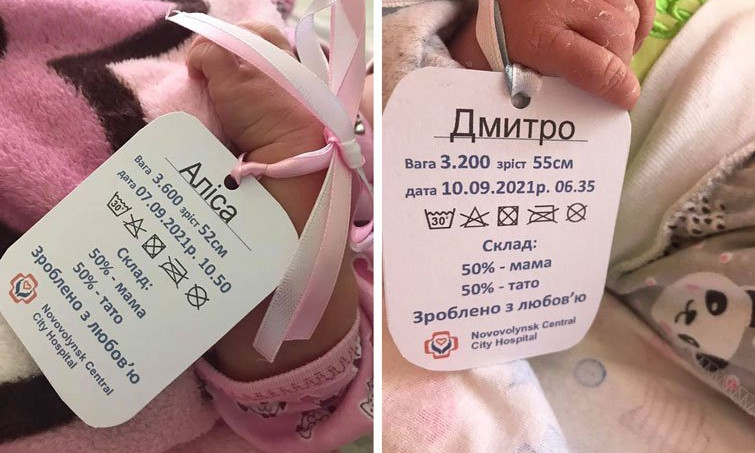 Аліса
Вага 3.600 зріст 52см
дата 07.09.2021р. 10.50
30°
Склад:
50% - мама
50% - тато
Зроблено з любов’ю
Novovolynsk Central
City Hospital
Дмитро
Вага 3.200 зріст 55см
дата 10.09.2021р. 06.35
30°
Склад:
50% - мама
50% - тато
Зроблено з любов’ю
Novovolynsk Central
City Hospital